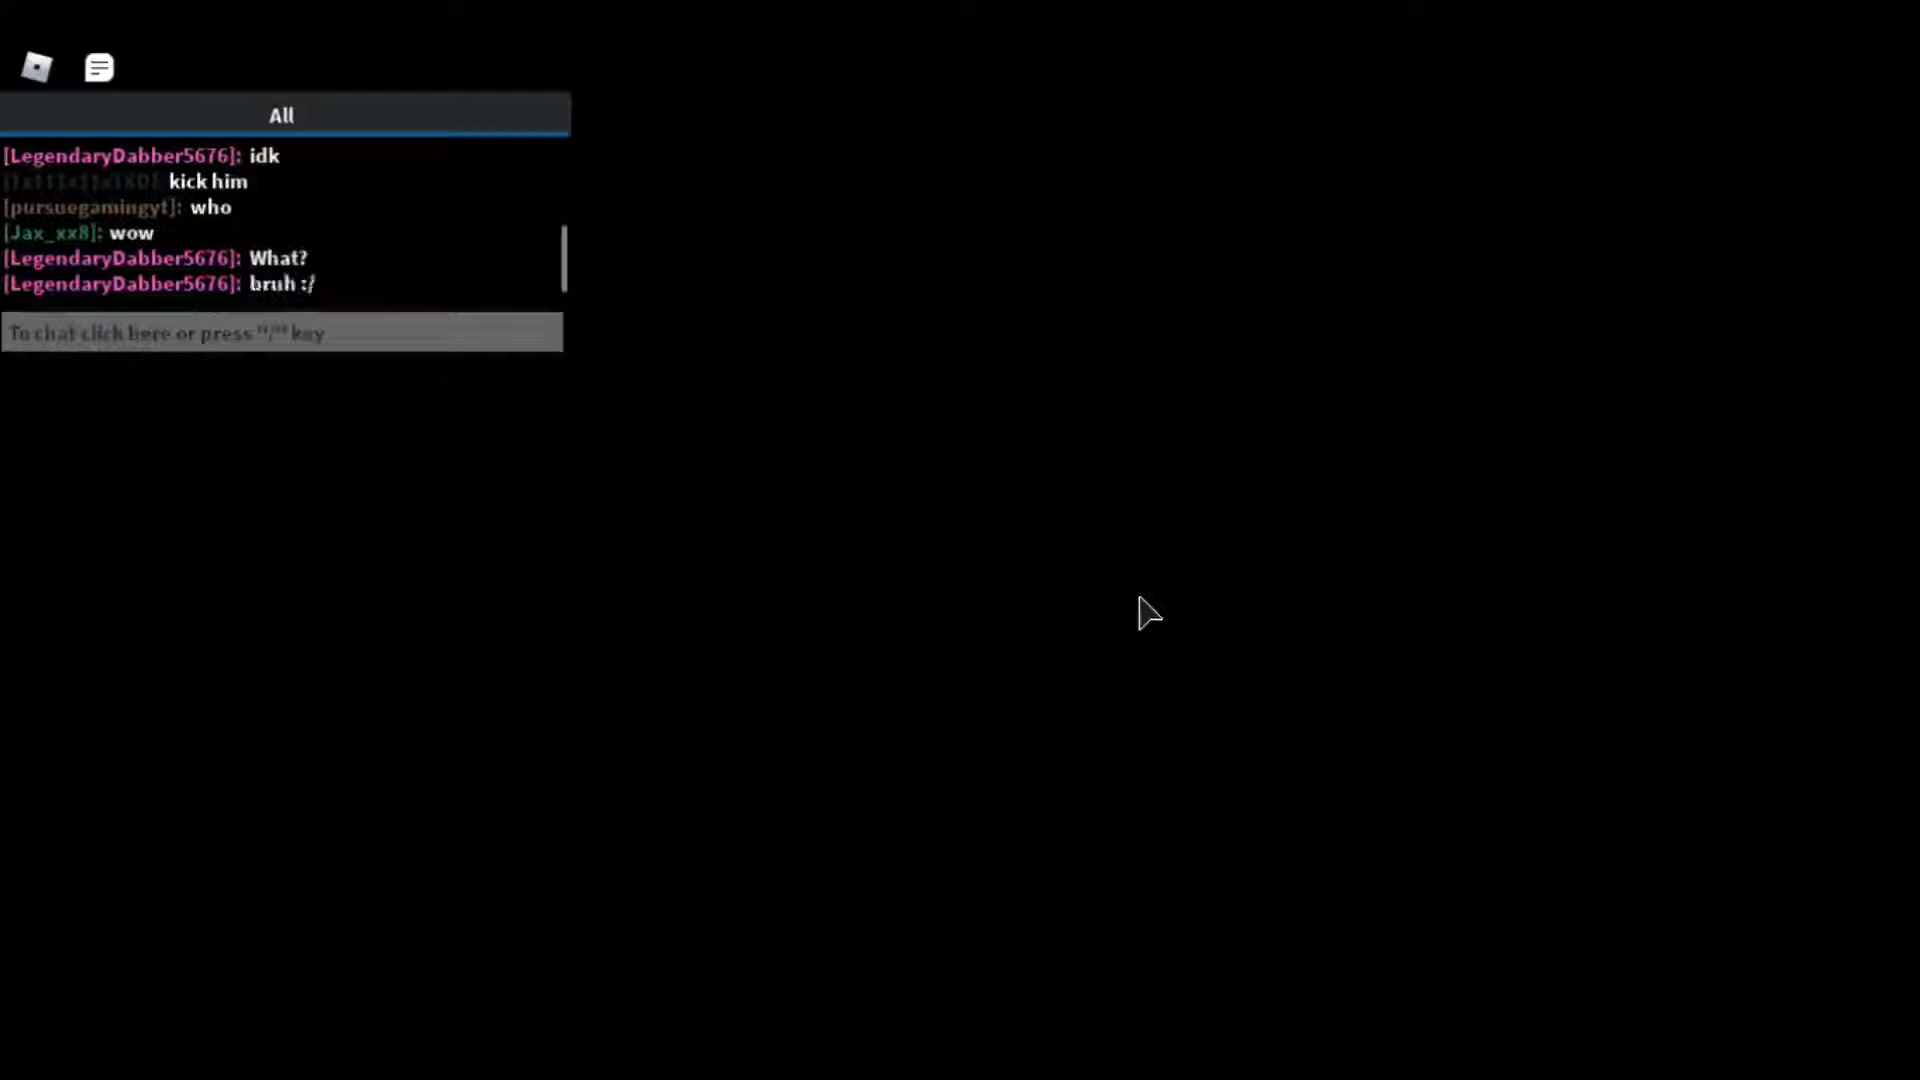 All
[LegendaryDabber5676]: idk
kick him
[pursuegamingyt]: who
[Jax_xx8]: wow
[LegendaryDabber5676]: What?
[LegendaryDabber5676]: bruh :/
To chat click here or press "/" key